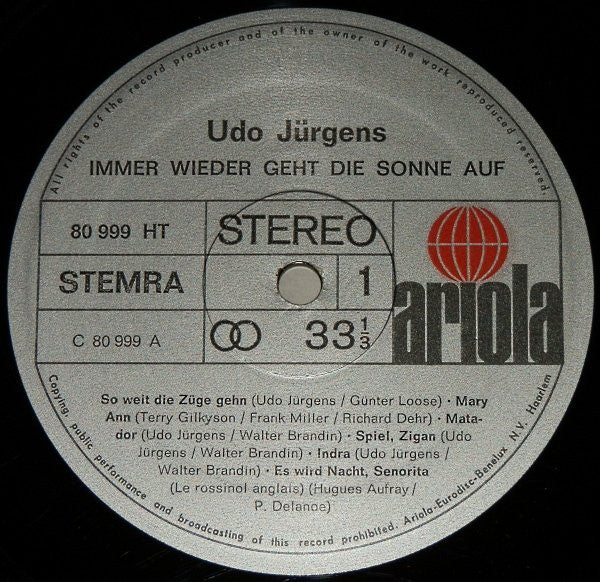 All rights of the record producer and of the owner of the work reproduced reserved.
Udo Jürgens
IMMER WIEDER GEHT DIE SONNE AUF
80 999 HT
STEREO
STEMRA
1
ariola
C 80 999 A
33 1/3
So weit die Züge gehn (Udo Jürgens / Günter Loose) · Mary
Ann (Terry Gilkyson / Frank Miller / Richard Dehr) · Mata-
dor (Udo Jürgens / Walter Brandin) · Spiel, Zigan (Udo
Jürgens / Walter Brandin) · Indra (Udo Jürgens /
Walter Brandin) · Es wird Nacht, Senorita
(Le rossinol anglais) (Hugues Aufray /
P. Delance)
Copying, public performance and broadcasting of this record prohibited. Ariola-Eurodisc-Benelux N.V. Haarlem